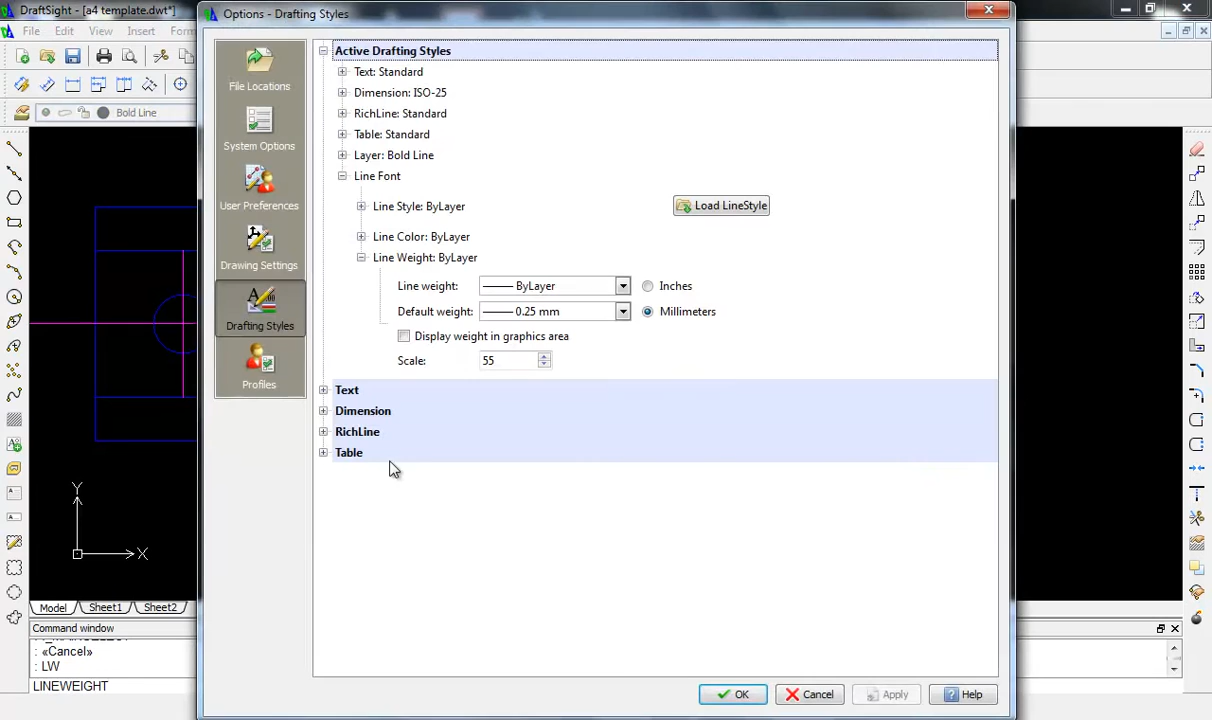 DraftSight - [a4 template.dwt*]
File Edit View Insert Form
Bold Line
Options - Drafting Styles
File Locations
System Options
User Preferences
Drawing Settings
Drafting Styles
Profiles
Active Drafting Styles
Text: Standard
Dimension: ISO-25
RichLine: Standard
Table: Standard
Layer: Bold Line
Line Font
Line Style: ByLayer
Load LineStyle
Line Color: ByLayer
Line Weight: ByLayer
Line weight: ByLayer Inches
Default weight: 0.25 mm Millimeters
Display weight in graphics area
Scale: 55
Text
Dimension
RichLine
Table
Y
X
Model Sheet1 Sheet2
Command window
: «Cancel»
: LW
LINEWEIGHT
OK Cancel Apply Help